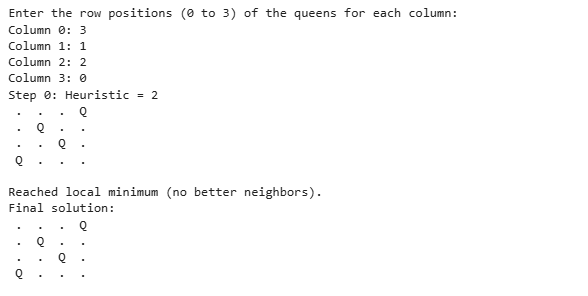 Enter the row positions (0 to 3) of the queens for each column:
Column 0: 3
Column 1: 1
Column 2: 2
Column 3: 0
Step 0: Heuristic = 2
. . . Q
. Q . .
. . Q .
Q . . .
Reached local minimum (no better neighbors).
Final solution:
. . . Q
. Q . .
. . Q .
Q . . .